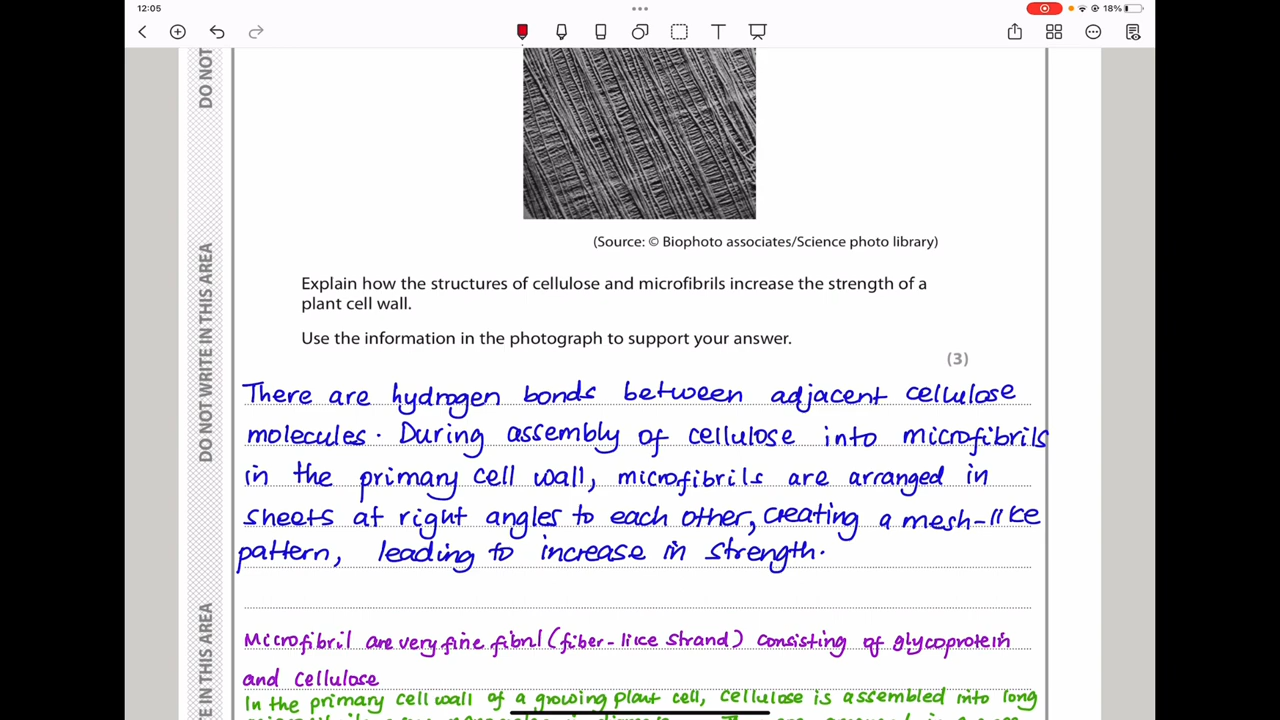 12:05
18%
T
DO NOT
(Source: © Biophoto associates/Science photo library)
DO NOT WRITE IN THIS AREA
Explain how the structures of cellulose and microfibrils increase the strength of a
plant cell wall.
Use the information in the photograph to support your answer.
(3)
There are hydrogen bonds between adjacent cellulose
molecules. During assembly of cellulose into microfibrils
in the primary cell wall, microfibrils are arranged in
sheets at right angles to each other, creating a mesh-like
pattern, leading to increase in strength.
TE IN THIS AREA
Microfibril are very fine fibril (fiber-like strand) consisting of glycoprotein
and cellulose
In the primary cell wall of a growing plant cell, cellulose is assembled into long